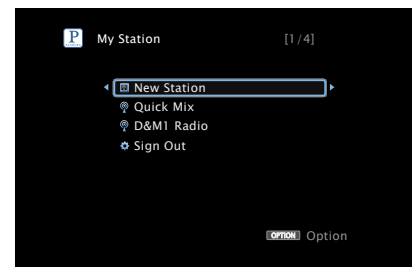 P My Station [1/4]
New Station
Quick Mix
D&M1 Radio
Sign Out
OPTION Option